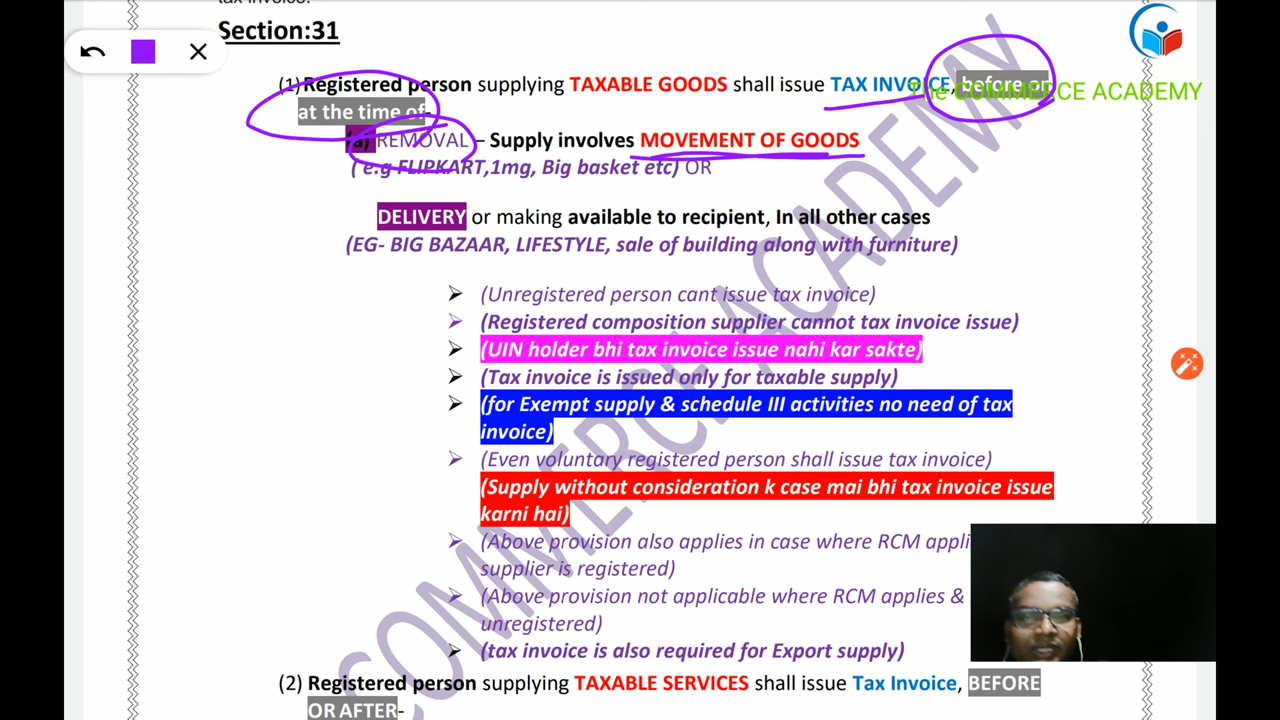 tax invoice.
Section:31
(1) Registered person supplying TAXABLE GOODS shall issue TAX INVOICE, before or
The COMMERCE ACADEMY
at the time of-
(a) REMOVAL – Supply involves MOVEMENT OF GOODS
( e.g FLIPKART,1mg, Big basket etc) OR
DELIVERY or making available to recipient, In all other cases
(EG- BIG BAZAAR, LIFESTYLE, sale of building along with furniture)
(Unregistered person cant issue tax invoice)
(Registered composition supplier cannot tax invoice issue)
(UIN holder bhi tax invoice issue nahi kar sakte)
(Tax invoice is issued only for taxable supply)
(for Exempt supply & schedule III activities no need of tax
invoice)
(Even voluntary registered person shall issue tax invoice)
(Supply without consideration k case mai bhi tax invoice issue
karni hai)
(Above provision also applies in case where RCM appli
supplier is registered)
(Above provision not applicable where RCM applies &
unregistered)
(tax invoice is also required for Export supply)
(2) Registered person supplying TAXABLE SERVICES shall issue Tax Invoice, BEFORE
OR AFTER-
COMMERCE ACADEMY